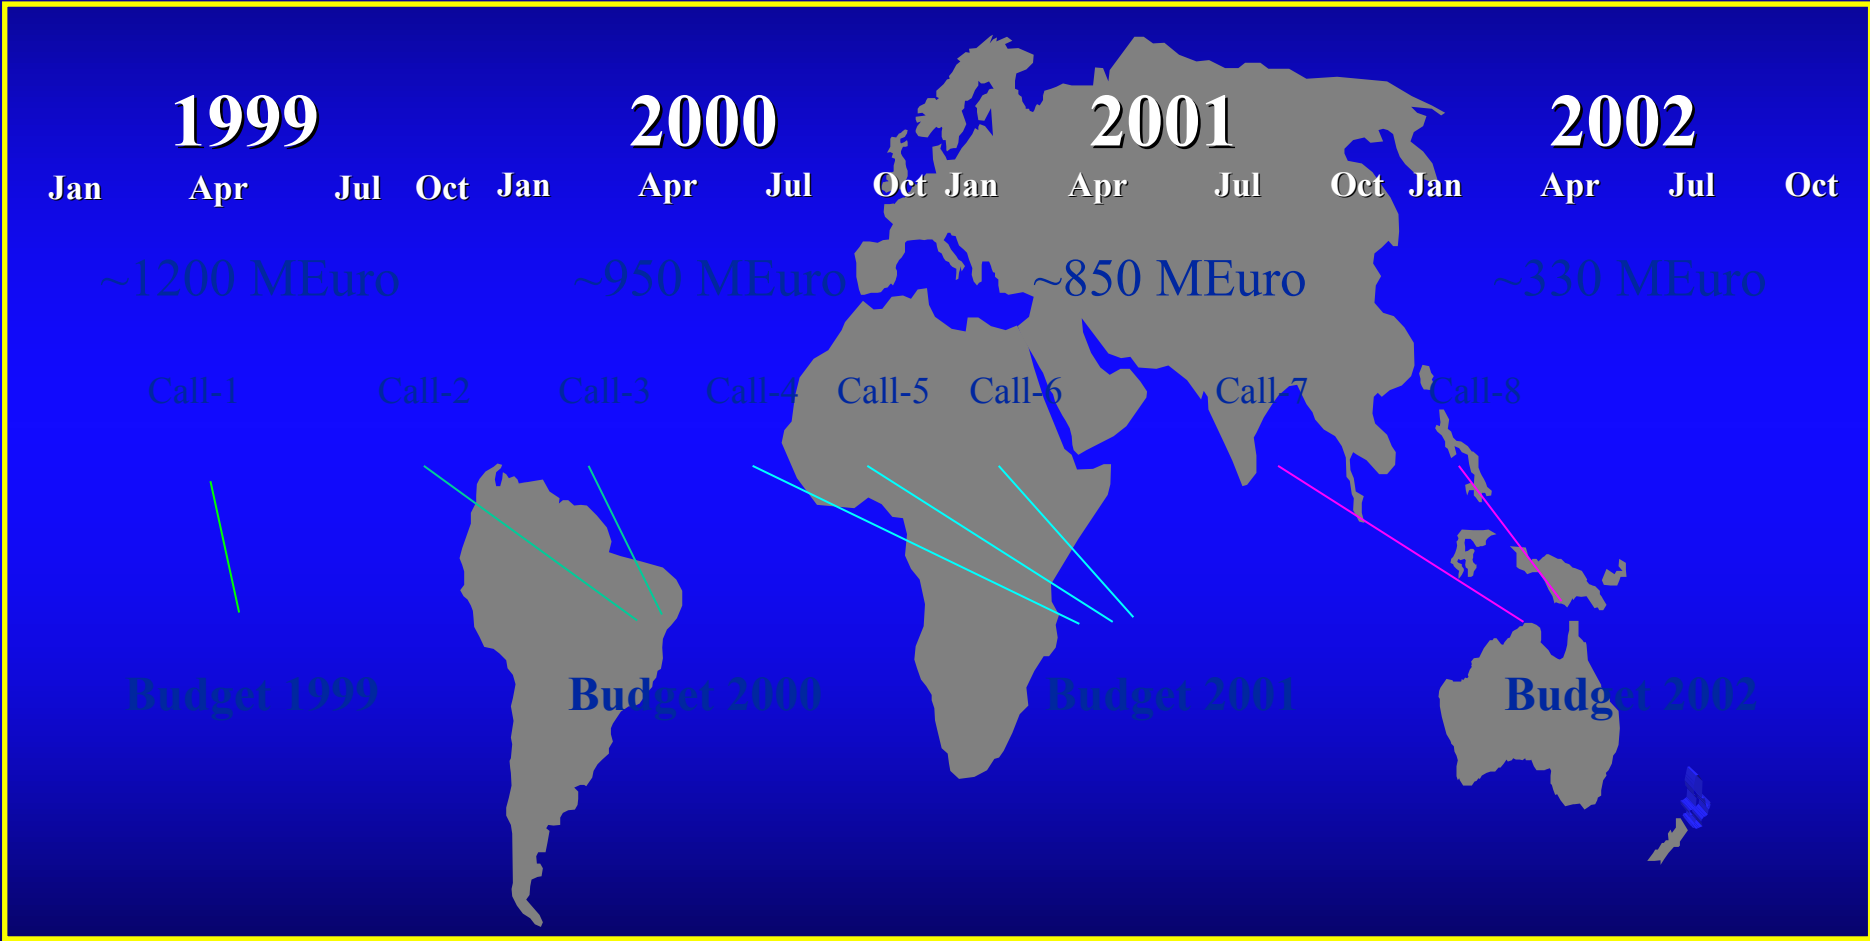 1999 2000 2001 2002
Jan Apr Jul Oct Jan Apr Jul Oct Jan Apr Jul Oct Jan Apr Jul Oct
~1200 MEuro ~950 MEuro ~850 MEuro ~330 MEuro
Call-1 Call-2 Call-3 Call-4 Call-5 Call-6 Call-7 Call-8
Budget 1999 Budget 2000 Budget 2001 Budget 2002